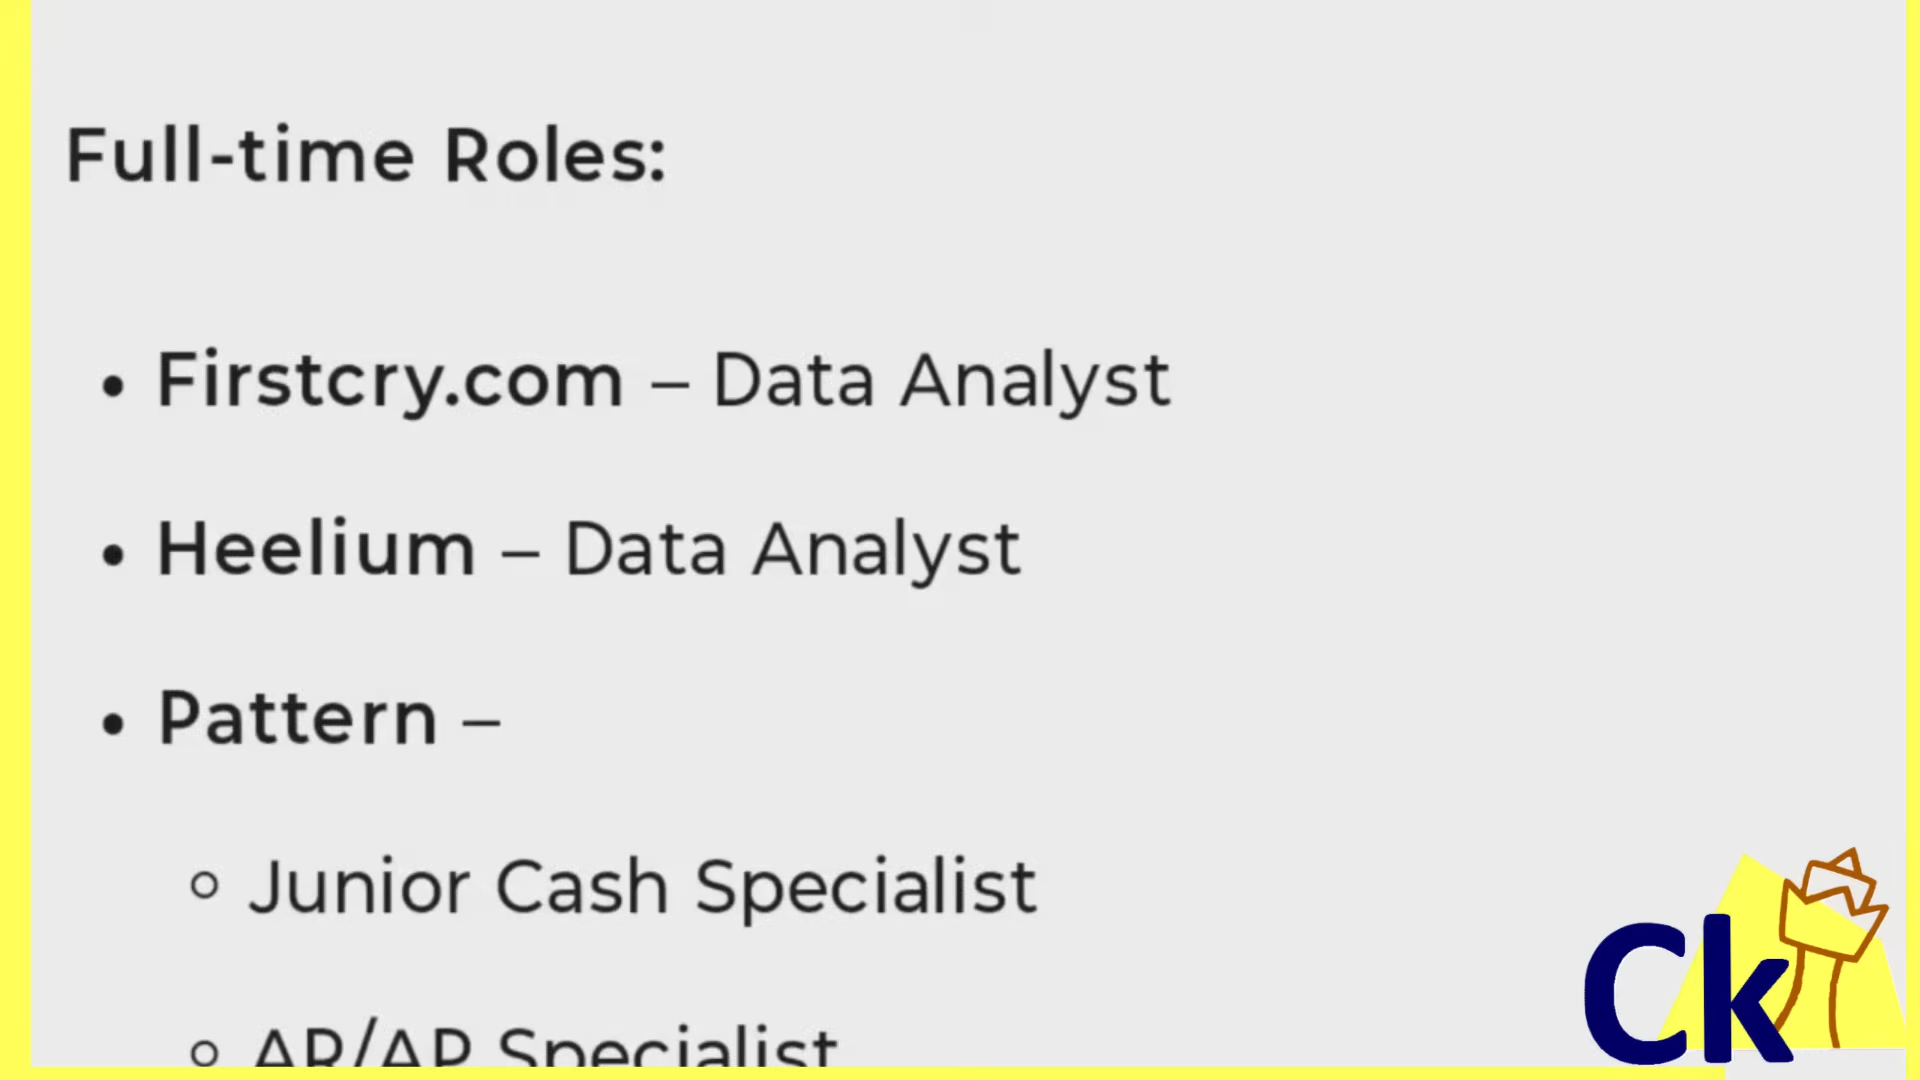 Full-time Roles:
• Firstcry.com – Data Analyst
• Heelium – Data Analyst
• Pattern –
○ Junior Cash Specialist
○ AR/AP Specialist
Ck